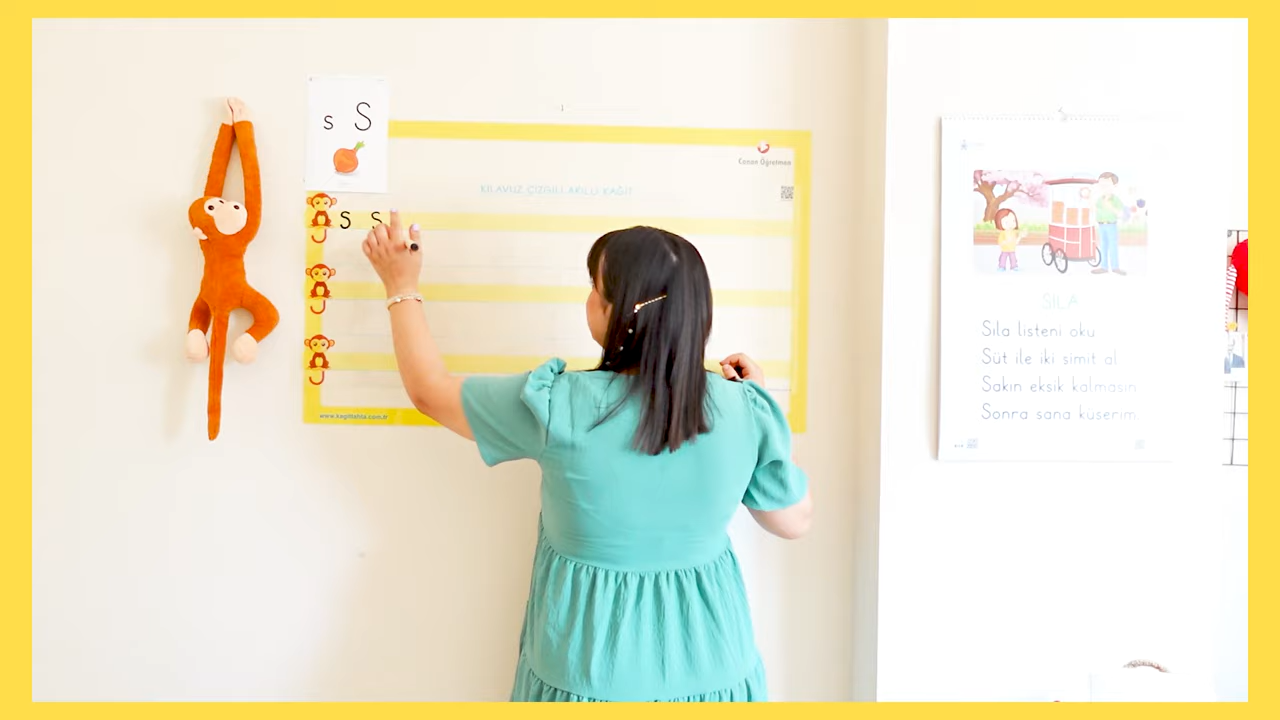 s S
Canan Öğretmen
KILAVUZ ÇİZGİLİ AKILLI KAĞIT
s s
www.kagittahta.com.tr
SILA
Sıla listeni oku
Süt ile iki simit al
Sakın eksik kalmasın
Sonra sana küserim